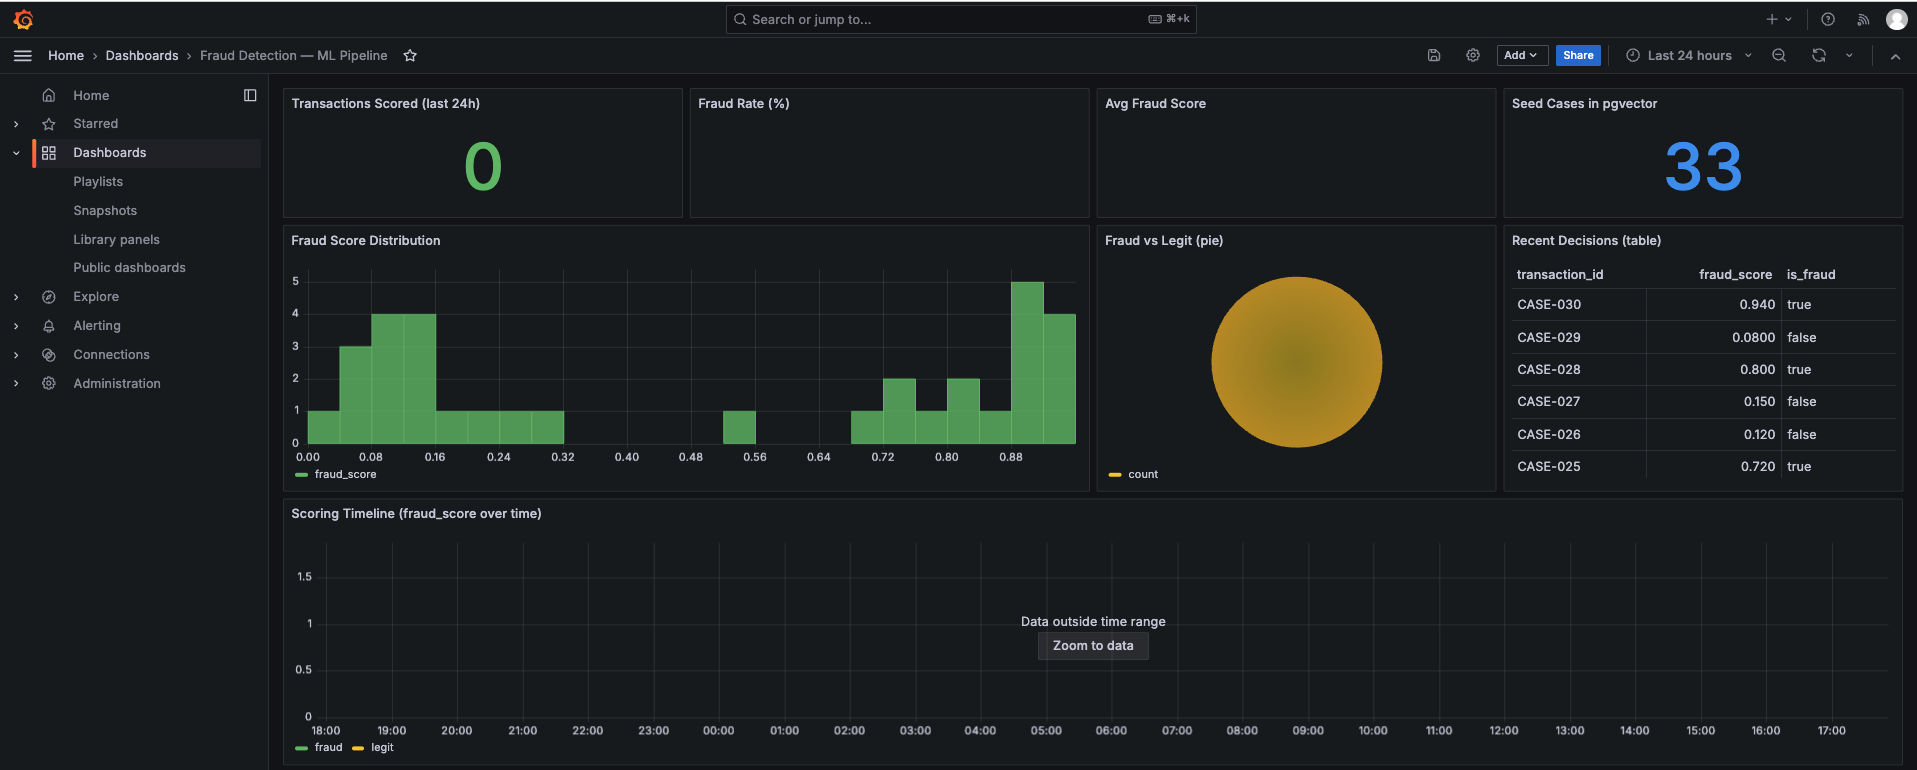 Search or jump to...
⌘+k
Home › Dashboards › Fraud Detection — ML Pipeline
Add
Share
Last 24 hours
Home
Starred
Dashboards
Playlists
Snapshots
Library panels
Public dashboards
Explore
Alerting
Connections
Administration
Transactions Scored (last 24h)
0
Fraud Rate (%)
Avg Fraud Score
Seed Cases in pgvector
33
Fraud Score Distribution
5
4
3
2
1
0
0.00 0.08 0.16 0.24 0.32 0.40 0.48 0.56 0.64 0.72 0.80 0.88
fraud_score
Fraud vs Legit (pie)
count
Recent Decisions (table)
transaction_id fraud_score is_fraud
CASE-030 0.940 true
CASE-029 0.0800 false
CASE-028 0.800 true
CASE-027 0.150 false
CASE-026 0.120 false
CASE-025 0.720 true
Scoring Timeline (fraud_score over time)
1.5
1
0.5
0
Data outside time range
Zoom to data
18:00 19:00 20:00 21:00 22:00 23:00 00:00 01:00 02:00 03:00 04:00 05:00 06:00 07:00 08:00 09:00 10:00 11:00 12:00 13:00 14:00 15:00 16:00 17:00
fraud legit